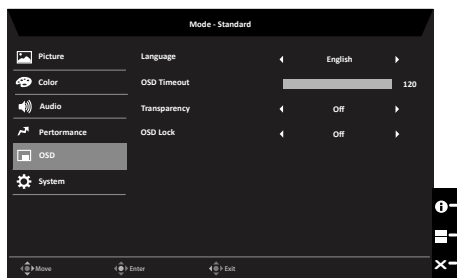 Mode - Standard
Picture
Language
English
Color
OSD Timeout
120
Audio
Transparency
Off
Pertormance
OSD Lock
Off
OSD
System
Move
Enter
Exit